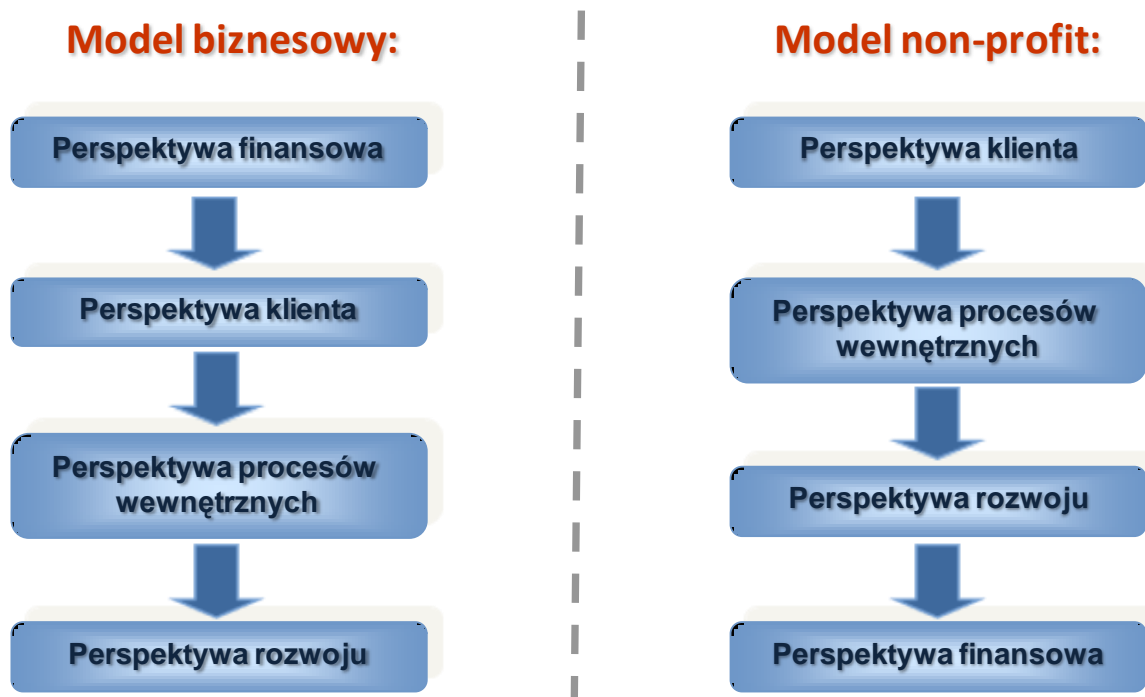 Model biznesowy:
Perspektywa finansowa
Perspektywa klienta
Perspektywa procesów
wewnętrznych
Perspektywa rozwoju
Model non-profit:
Perspektywa klienta
Perspektywa procesów
wewnętrznych
Perspektywa rozwoju
Perspektywa finansowa